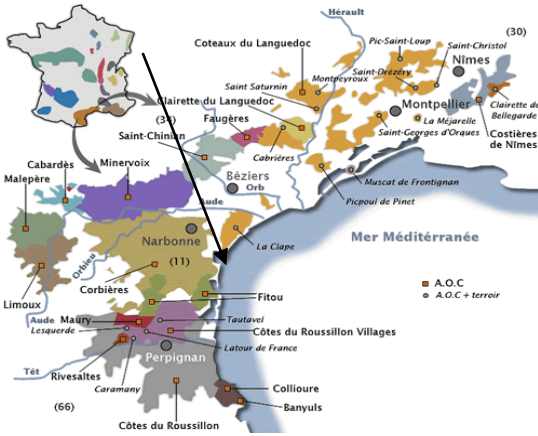 Hérault
(30)
Pic-Saint-Loup
Coteaux du Languedoc
Saint-Christol
Nîmes
Saint Saturnin
Montpeyroux
Saint-Drézery
Clairette du Languedoc
Montpellier
Clairette de
Bellegarde
(34)
Faugères
La Méjarelle
Saint-Georges d'Orques
Costières
de Nîmes
Saint-Chinian
Cabrières
Cabardès
Minervoix
Muscat de Frontignan
Malepère
Béziers
Orb
Picpoul de Pinet
Aude
Narbonne
La Clape
Mer Méditérranée
Orbieu
(11)
Corbières
A.O.C
A.O.C + terroir
Limoux
Fitou
Aude
Maury
Tautavel
Lesquerde
Côtes du Roussillon Villages
Latour de France
Perpignan
Rivesaltes
Têt
Caramany
Collioure
(66)
Banyuls
Côtes du Roussillon